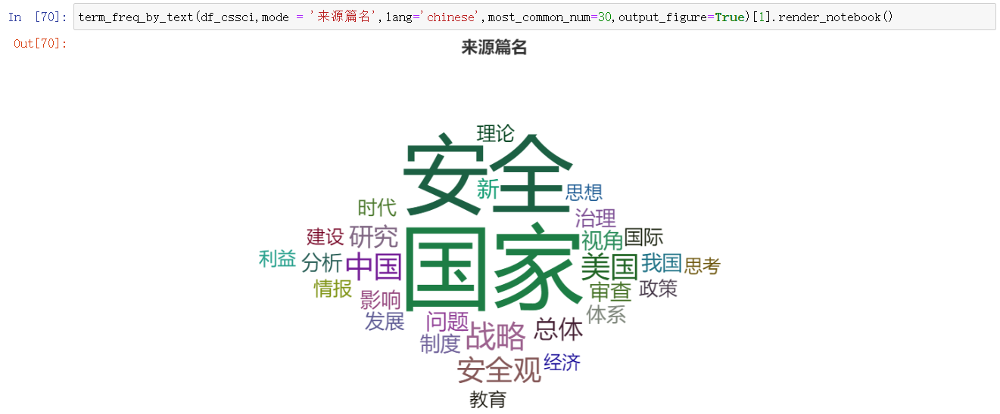 In [70]: term_freq_by_text(df_cssci,mode = '来源篇名',lang='chinese',most_common_num=30,output_figure=True)[1].render_notebook()
Out[70]:
来源篇名
理论
安全
新
思想
时代
治理
建设
研究
国家
视角
国际
利益
分析
中国
美国
我国
思考
情报
影响
审查
政策
发展
问题
战略
总体
体系
制度
安全观
经济
教育